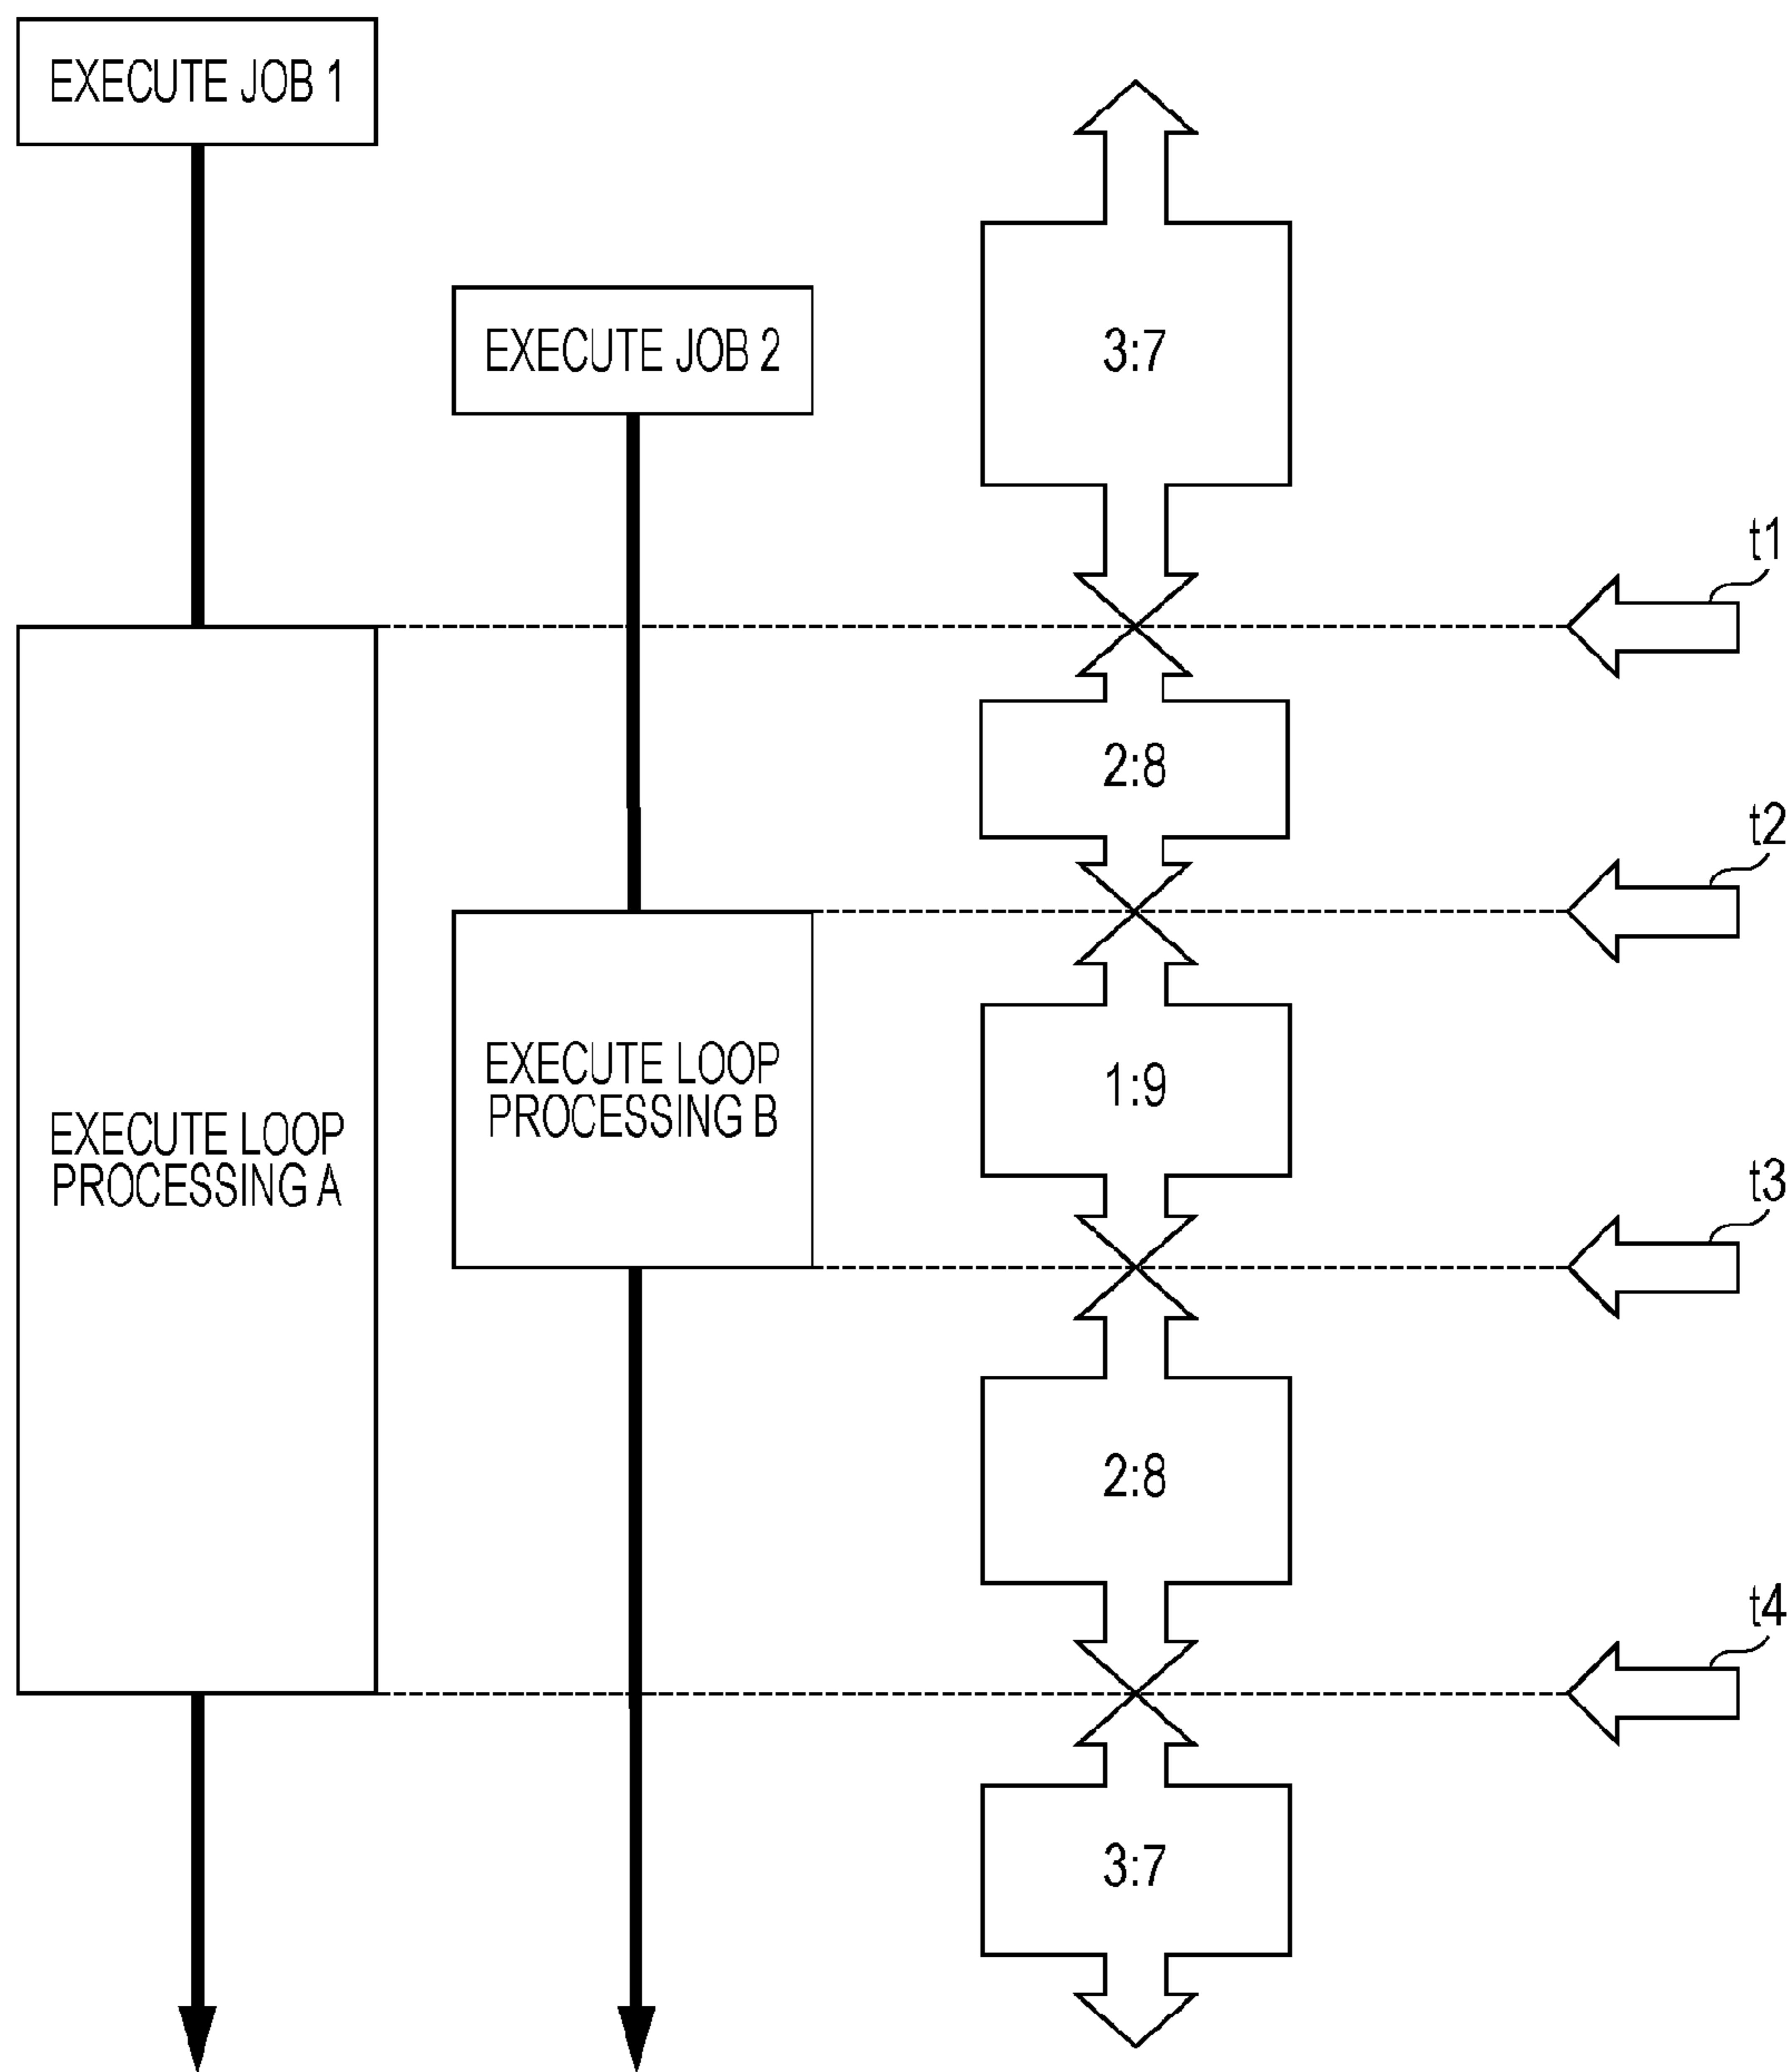 EXECUTE JOB 1
EXECUTE JOB 2
3:7
t1
2:8
t2
EXECUTE LOOP
PROCESSING B
1:9
EXECUTE LOOP
PROCESSING A
t3
2:8
t4
3:7